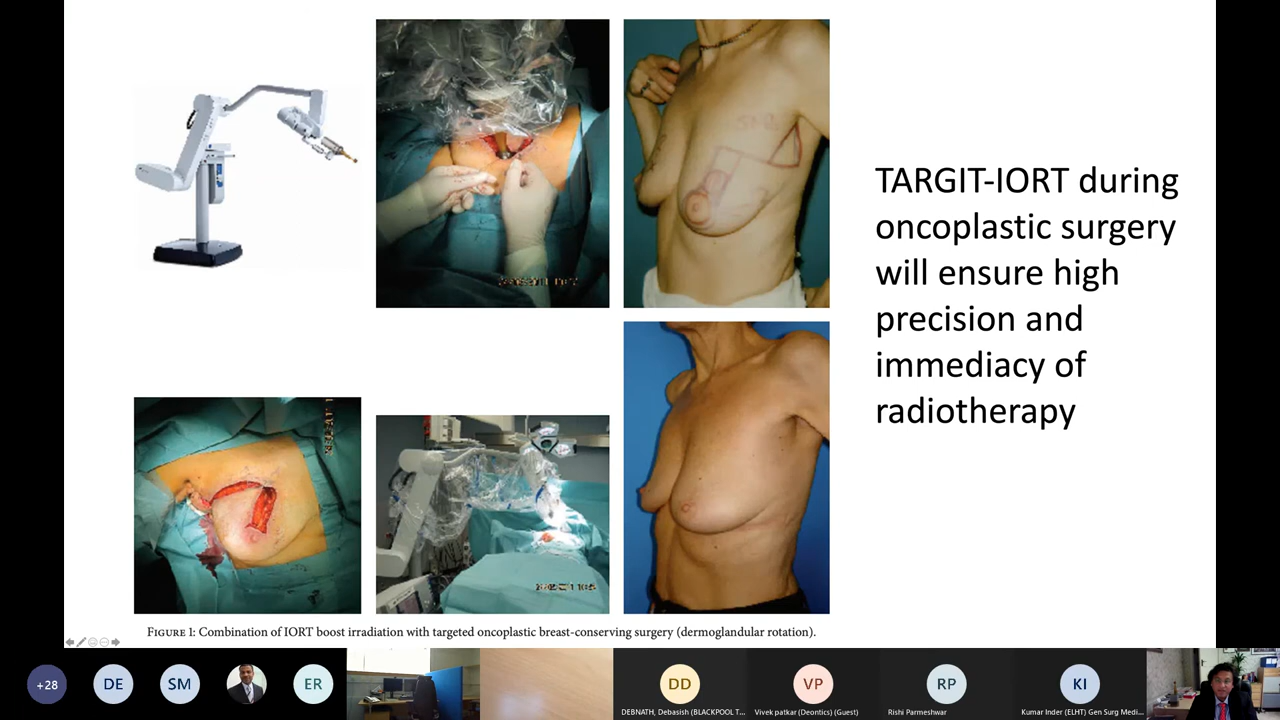 TARGIT-IORT during
oncoplastic surgery
will ensure high
precision and
immediacy of
radiotherapy
FIGURE 1: Combination of IORT boost irradiation with targeted oncoplastic breast-conserving surgery (dermoglandular rotation).
+28
DE
SM
ER
DD
DEBNATH, Debasish (BLACKPOOL T...
VP
Vivek patkar (Deontics) (Guest)
RP
Rishi Parmeshwar
KI
Kumar Inder (ELHT) Gen Surg Medi...